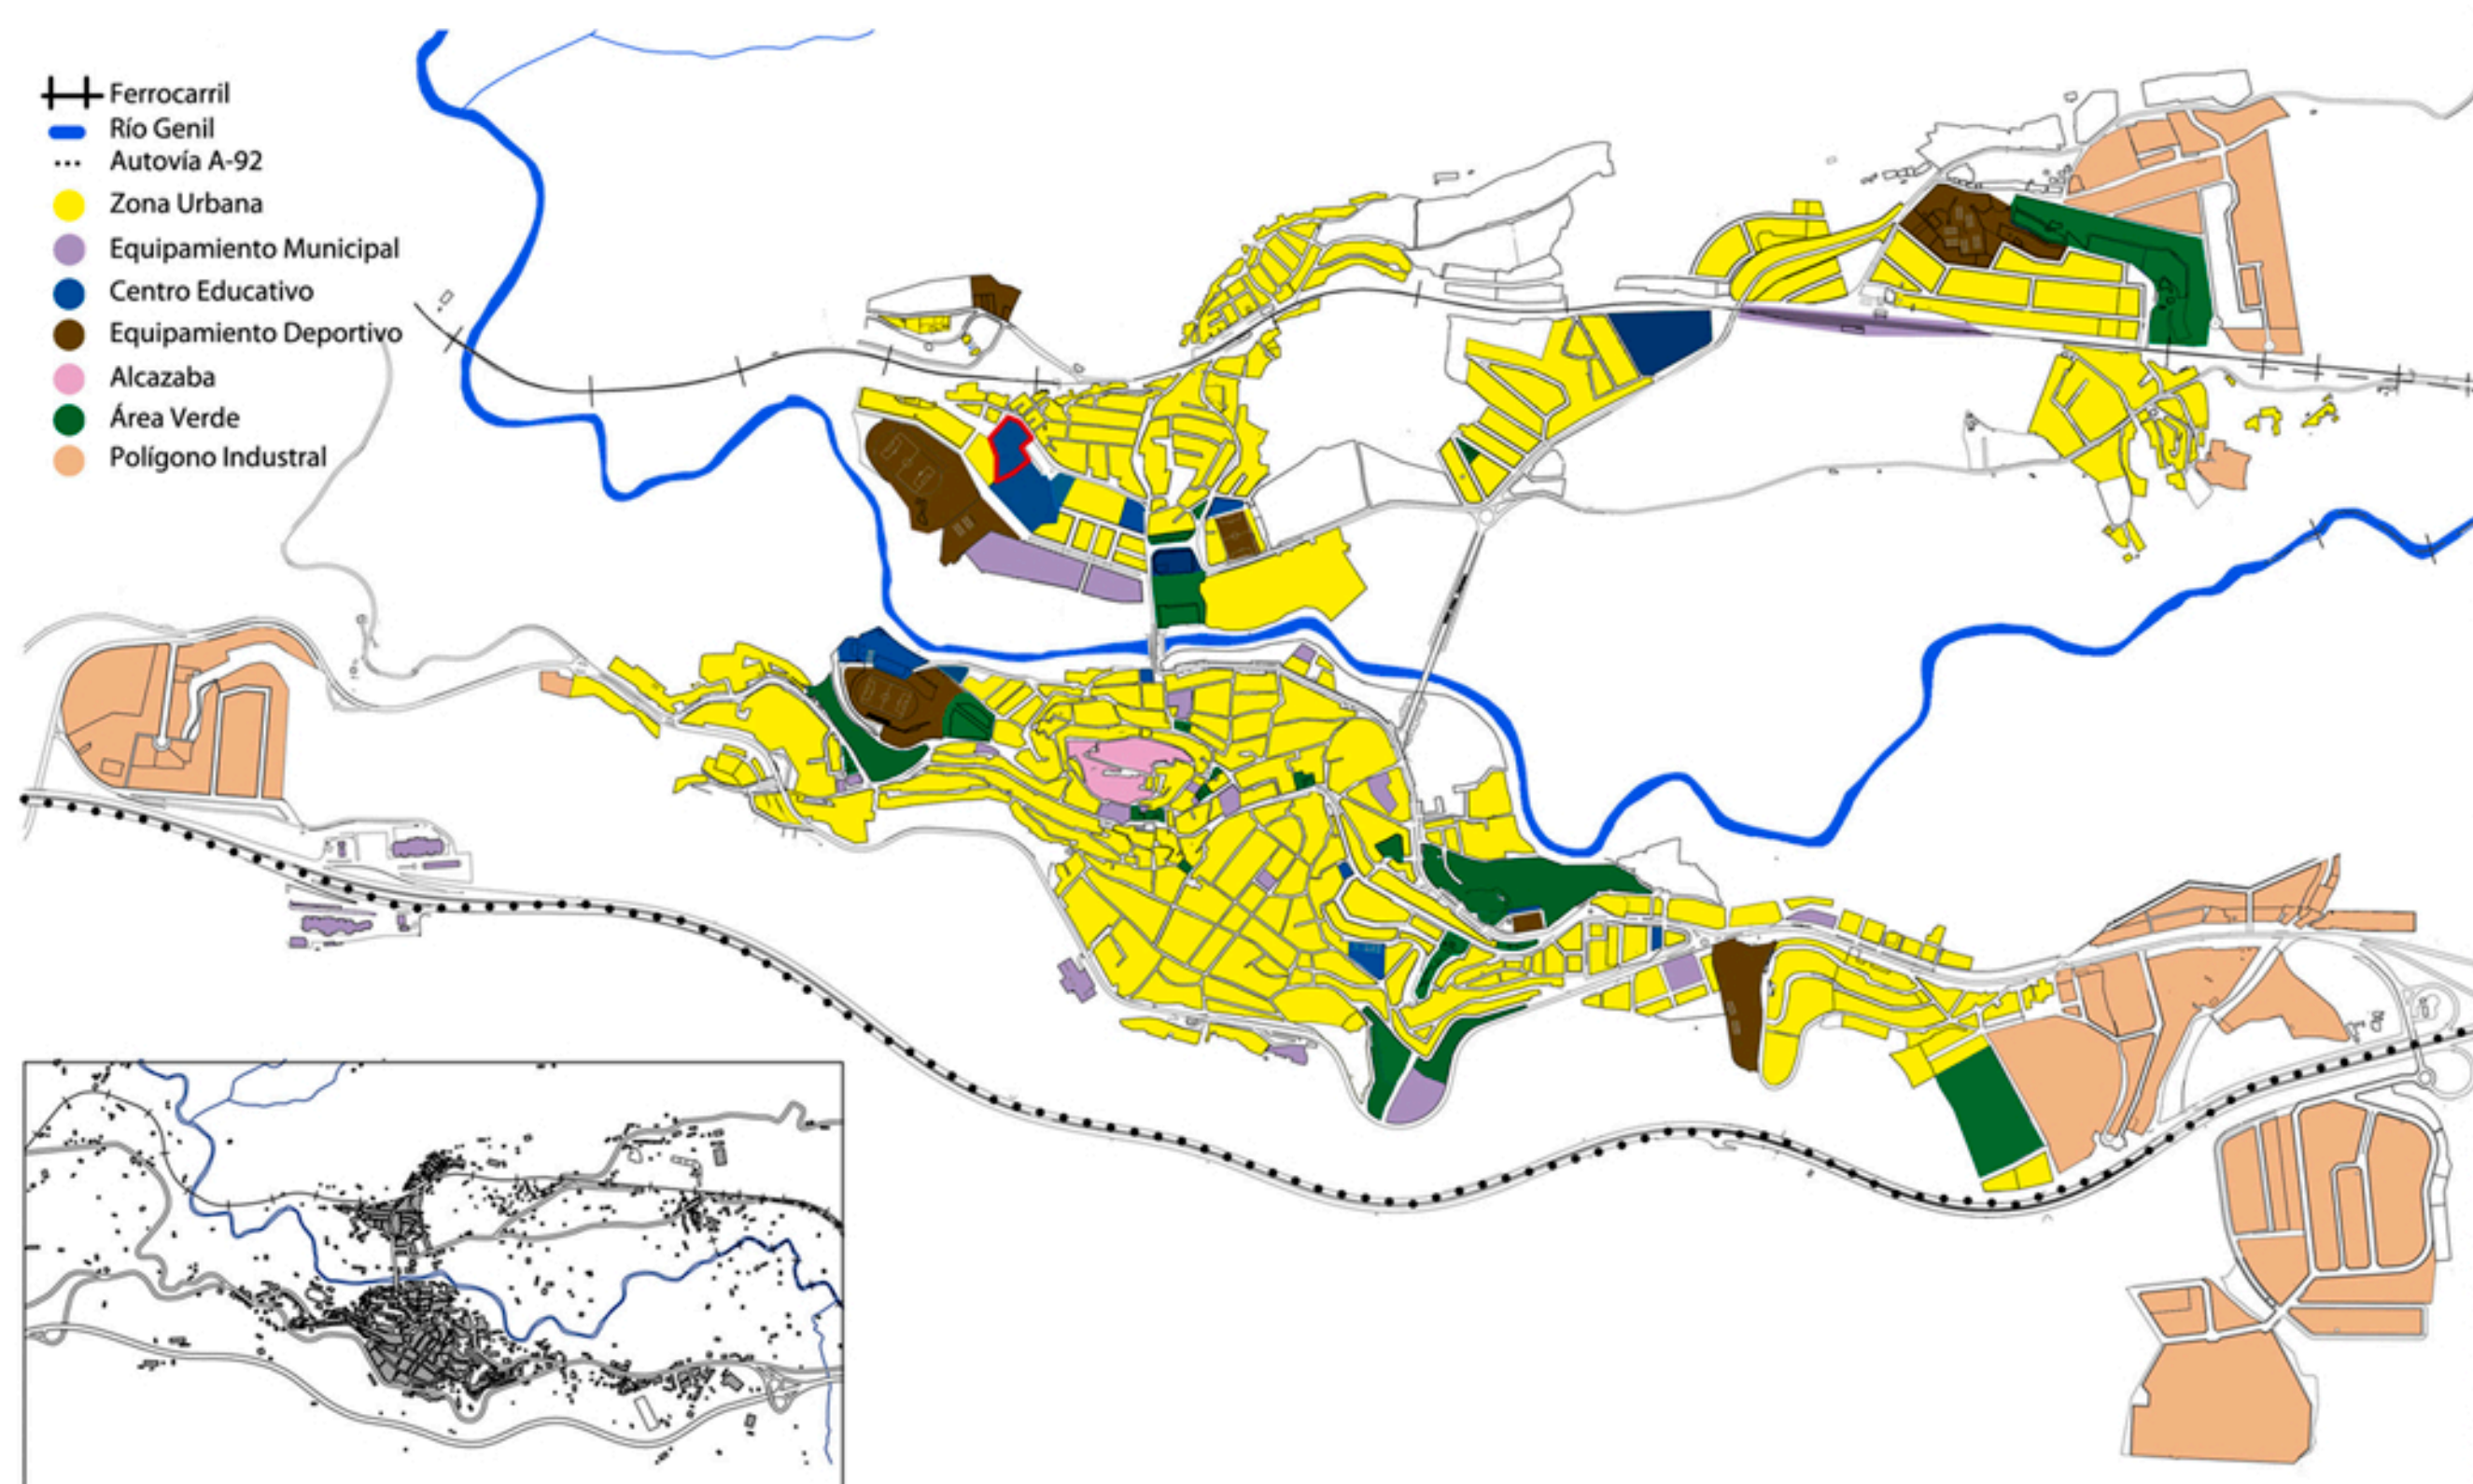 Ferrocarril
Río Genil
Autovía A-92
Zona Urbana
Equipamiento Municipal
Centro Educativo
Equipamiento Deportivo
Alcazaba
Área Verde
Polígono Industral